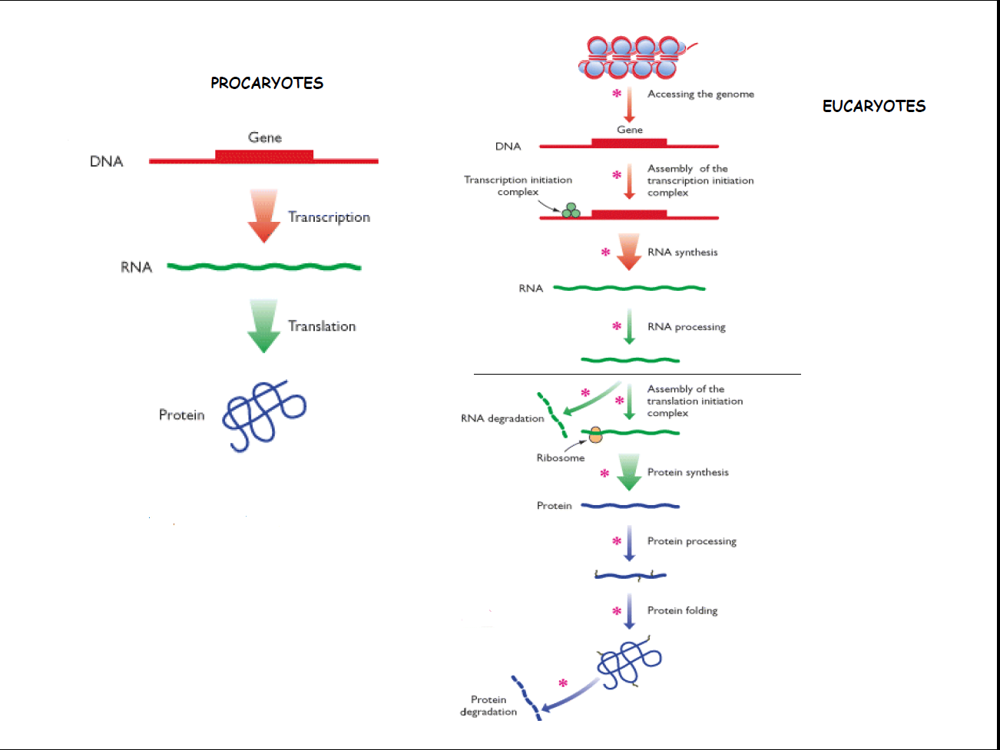 PROCARYOTES
Gene
DNA
Transcription
RNA
Translation
Protein
EUCARYOTES
* Accessing the genome
Gene
DNA
* Assembly of the
transcription initiation
complex
Transcription initiation
complex
* RNA synthesis
RNA
* RNA processing
* * Assembly of the
translation initiation
complex
RNA degradation
Ribosome
* Protein synthesis
Protein
* Protein processing
* Protein folding
*
Protein
degradation